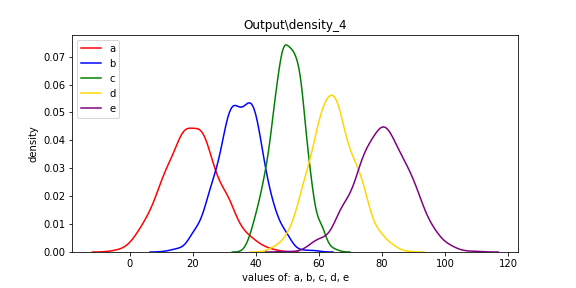 Output\density_4
a
b
c
d
e
density
0.07
0.06
0.05
0.04
0.03
0.02
0.01
0.00
0 20 40 60 80 100 120
values of: a, b, c, d, e